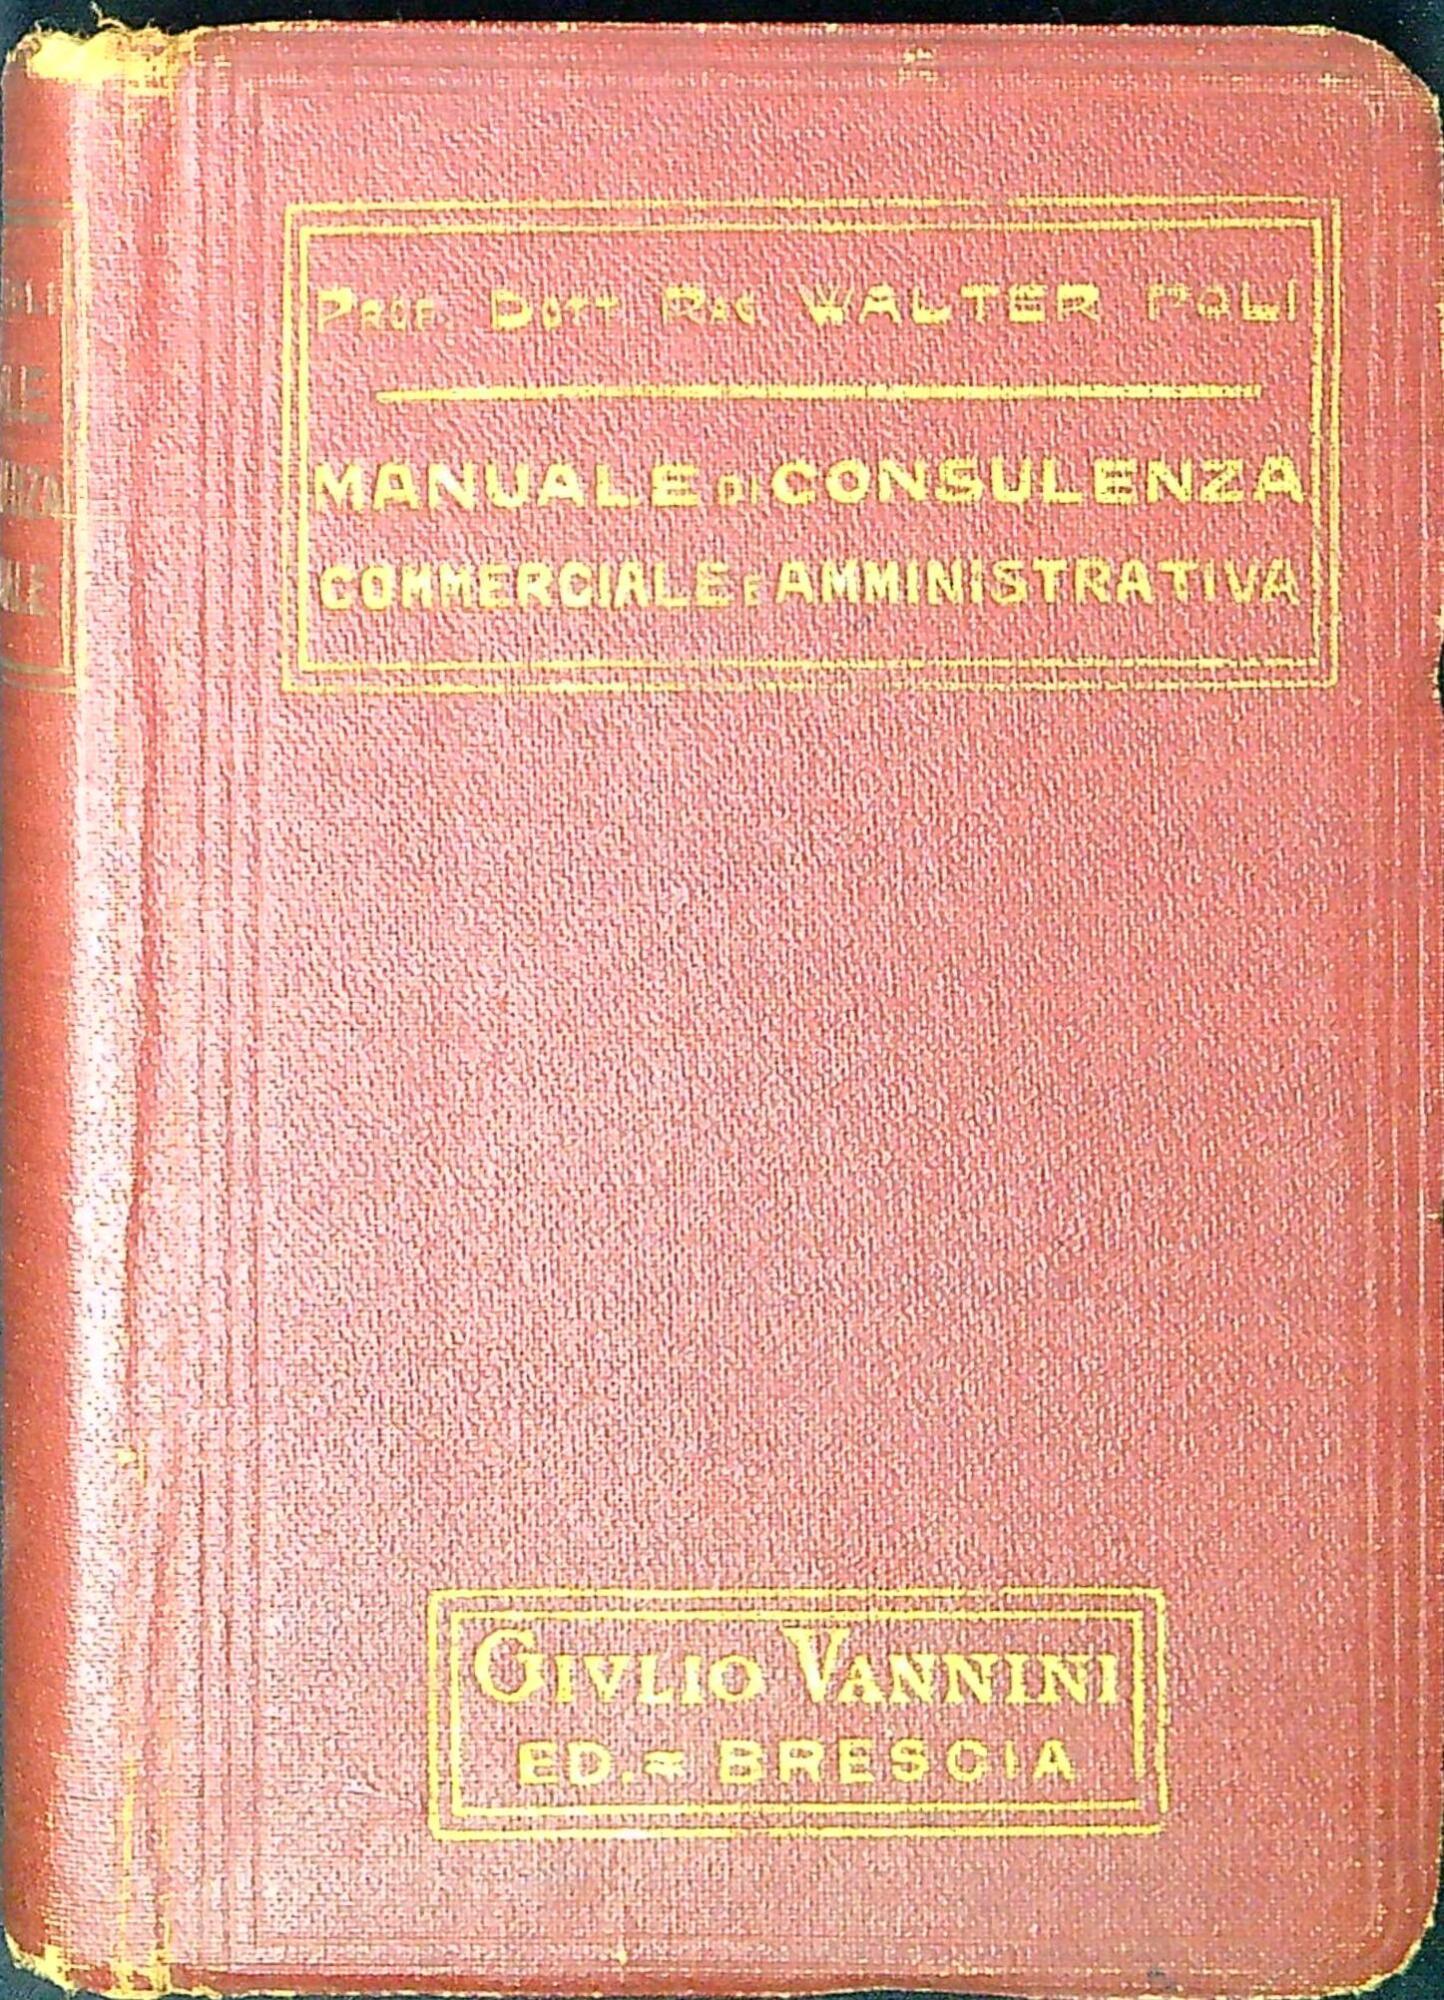 Prof. Dott Rag WALTER POLI
MANUALE DI CONSULENZA
COMMERCIALE E AMMINISTRATIVA
GIVLIO VANNINI
ED. ≈ BRESCIA